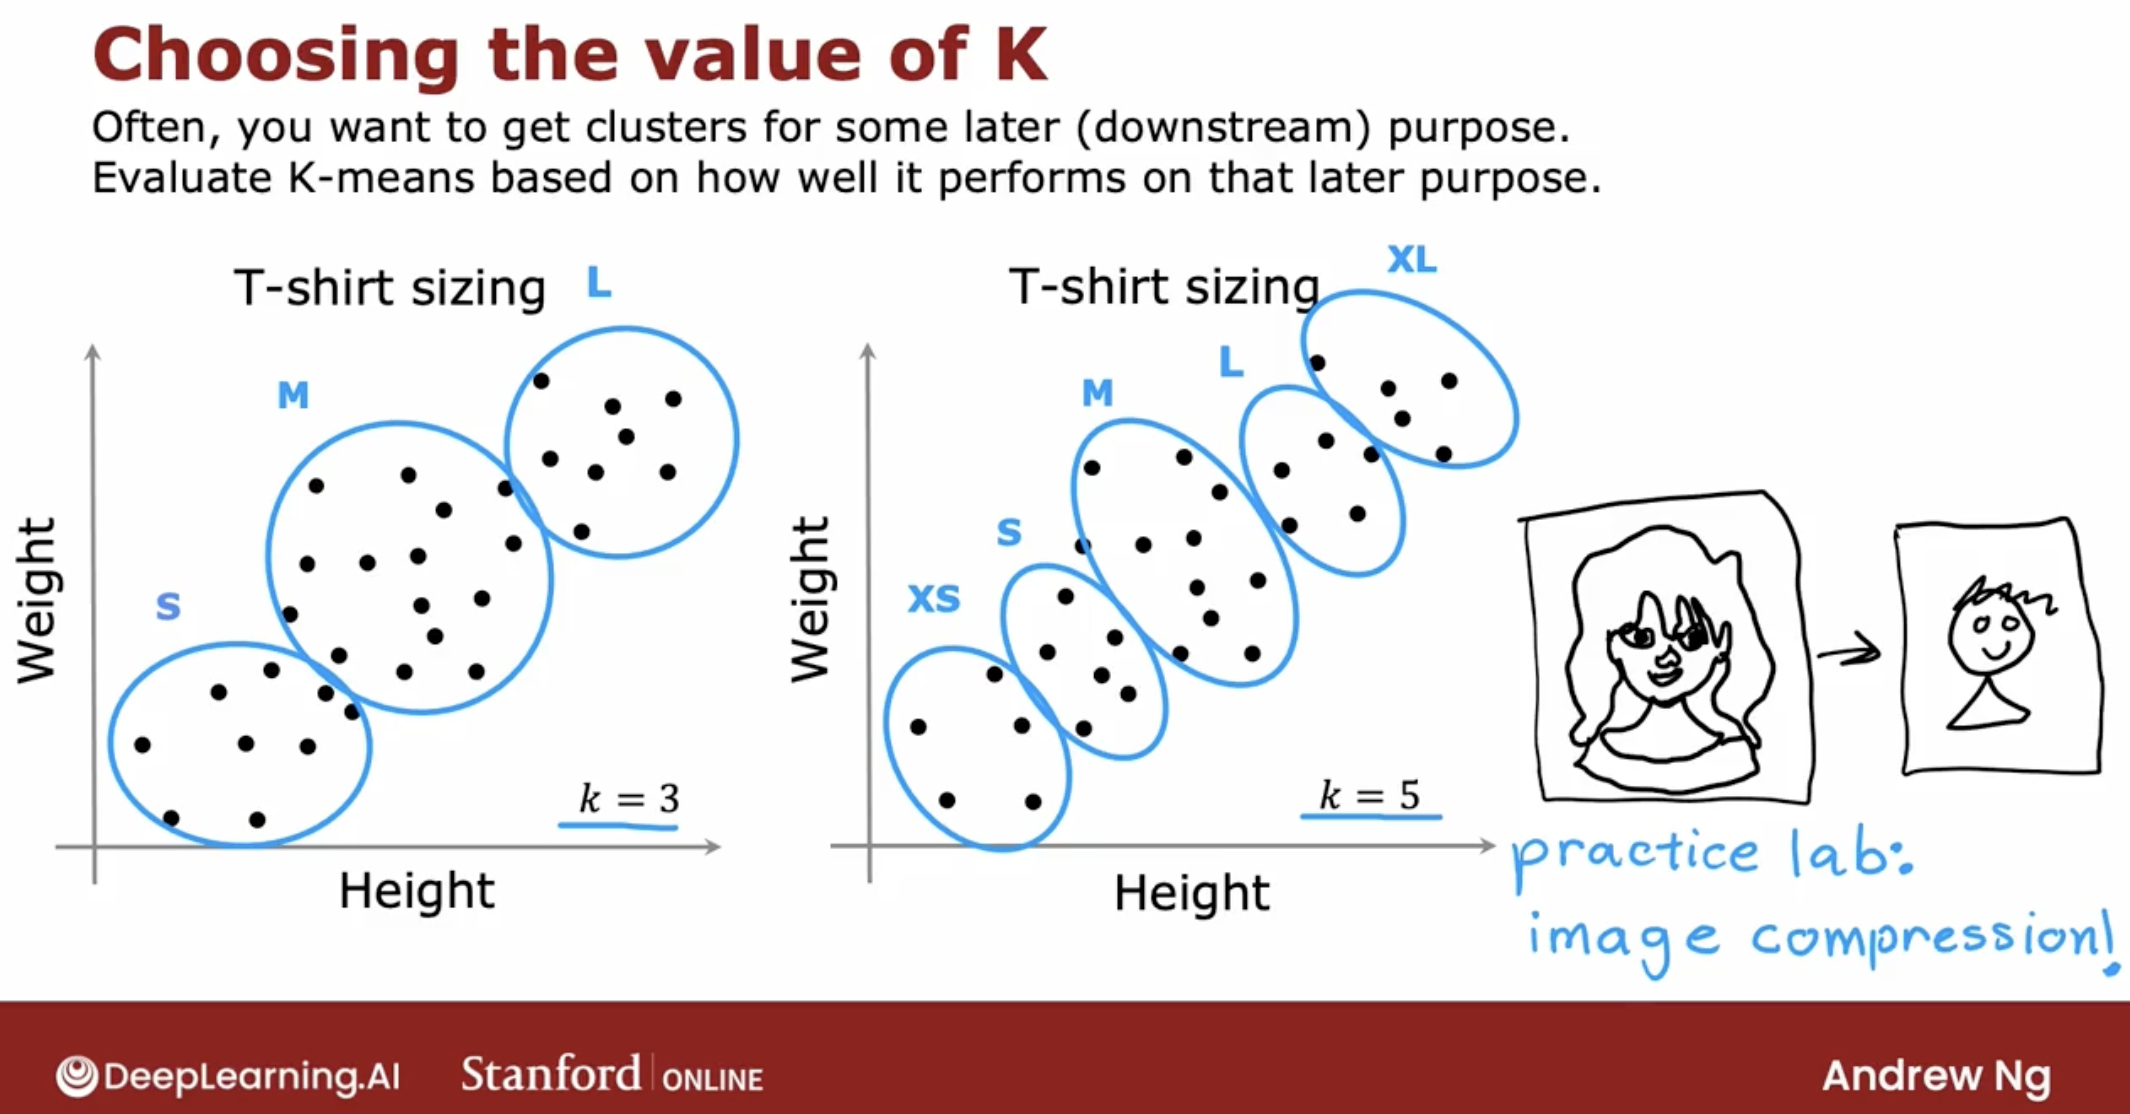 Choosing the value of K
Often, you want to get clusters for some later (downstream) purpose.
Evaluate K-means based on how well it performs on that later purpose.
T-shirt sizing
L
M
S
Weight
k = 3
Height
T-shirt sizing
XL
L
M
S
XS
Weight
k = 5
Height
practice lab:
image compression!
DeepLearning.AI
Stanford ONLINE
Andrew Ng